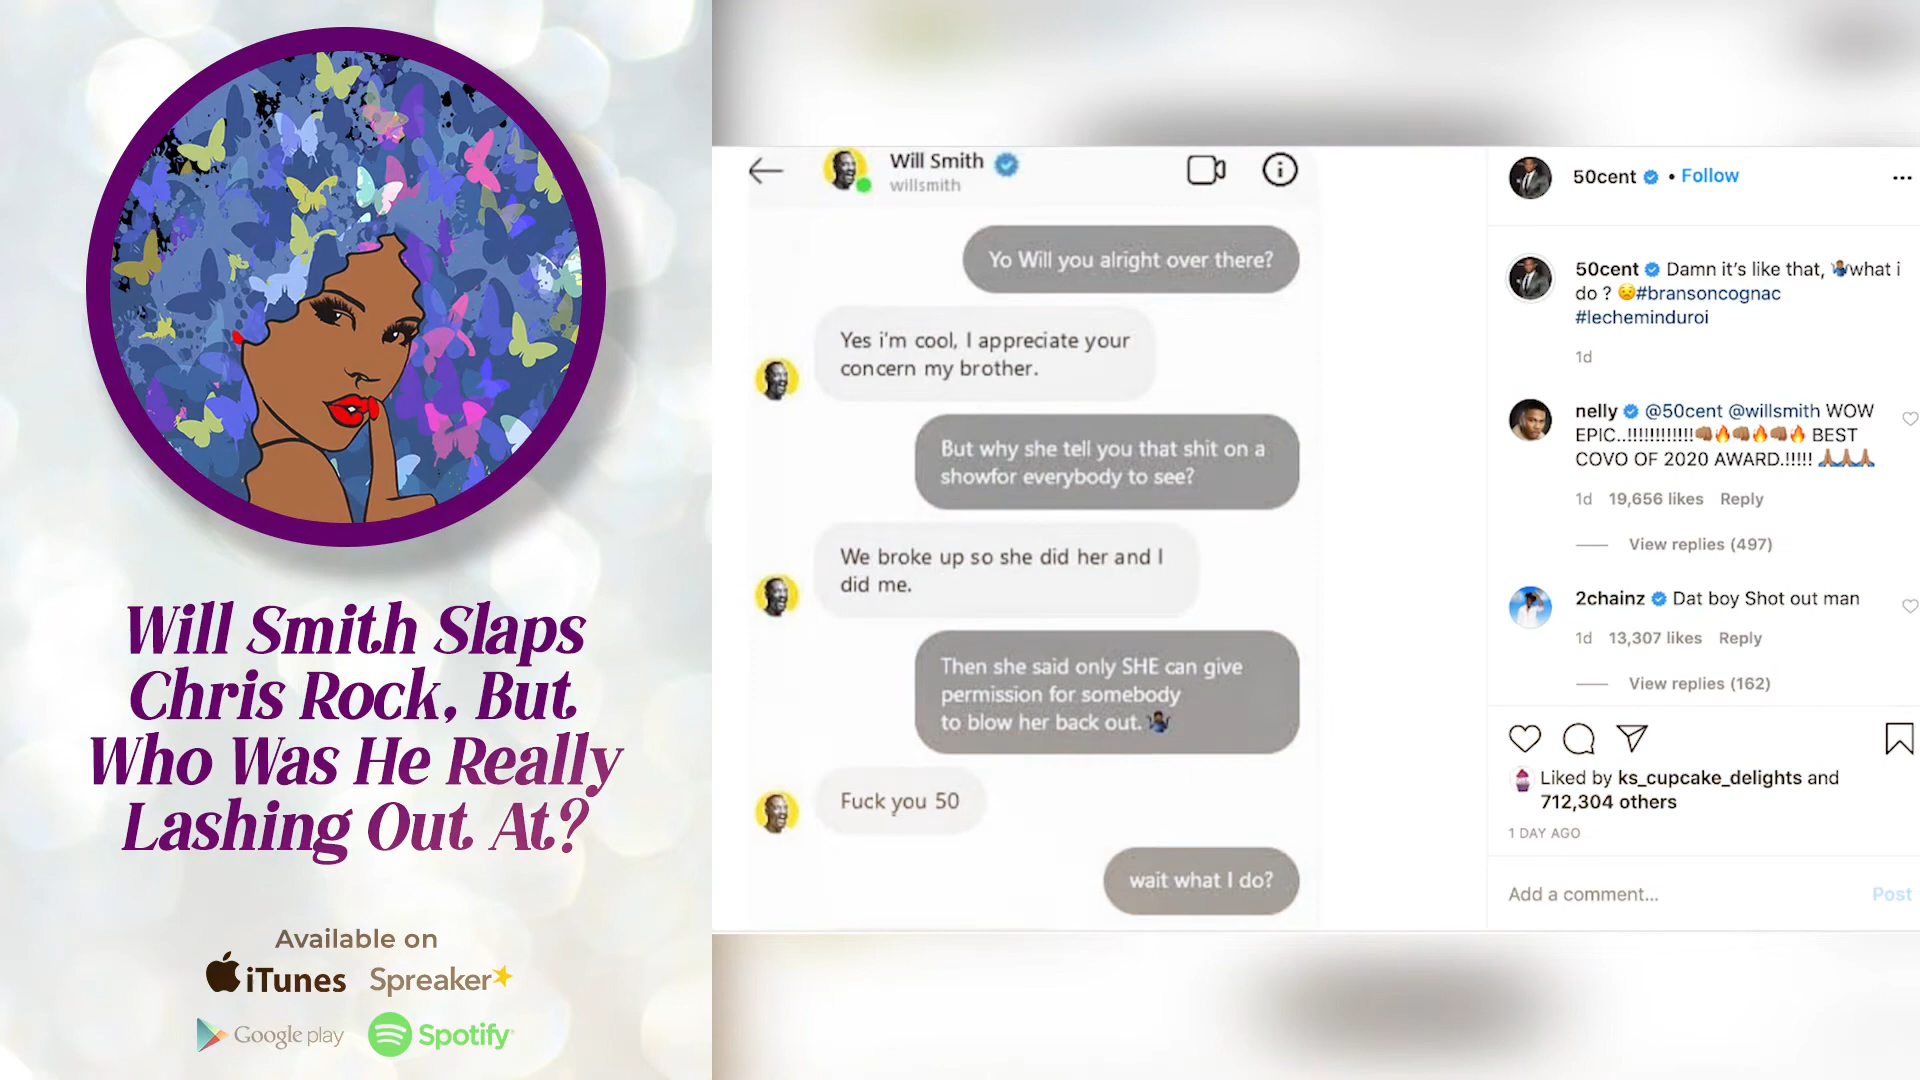 Will Smith Slaps
Chris Rock, But
Who Was He Really
Lashing Out At?
Available on
iTunes
Spreaker
Google play
Spotify
Will Smith
willsmith
Yo Will you alright over there?
Yes i'm cool, I appreciate your
concern my brother.
But why she tell you that shit on a
showfor everybody to see?
We broke up so she did her and I
did me.
Then she said only SHE can give
permission for somebody
to blow her back out. 🤷🏿‍♂️
Fuck you 50
wait what I do?
50cent • Follow
...
50cent Damn it's like that, 🤷🏿‍♂️what i
do ? 😟#bransoncognac
#lecheminduroi
1d
nelly @50cent @willsmith WOW
EPIC..!!!!!!!!!!!!👊🏾🔥👊🏾🔥👊🏾🔥 BEST
COVO OF 2020 AWARD.!!!!! 🙏🏾🙏🏾🙏🏾
1d 19,656 likes Reply
View replies (497)
2chainz Dat boy Shot out man
1d 13,307 likes Reply
View replies (162)
Liked by ks_cupcake_delights and
712,304 others
1 DAY AGO
Add a comment... Post